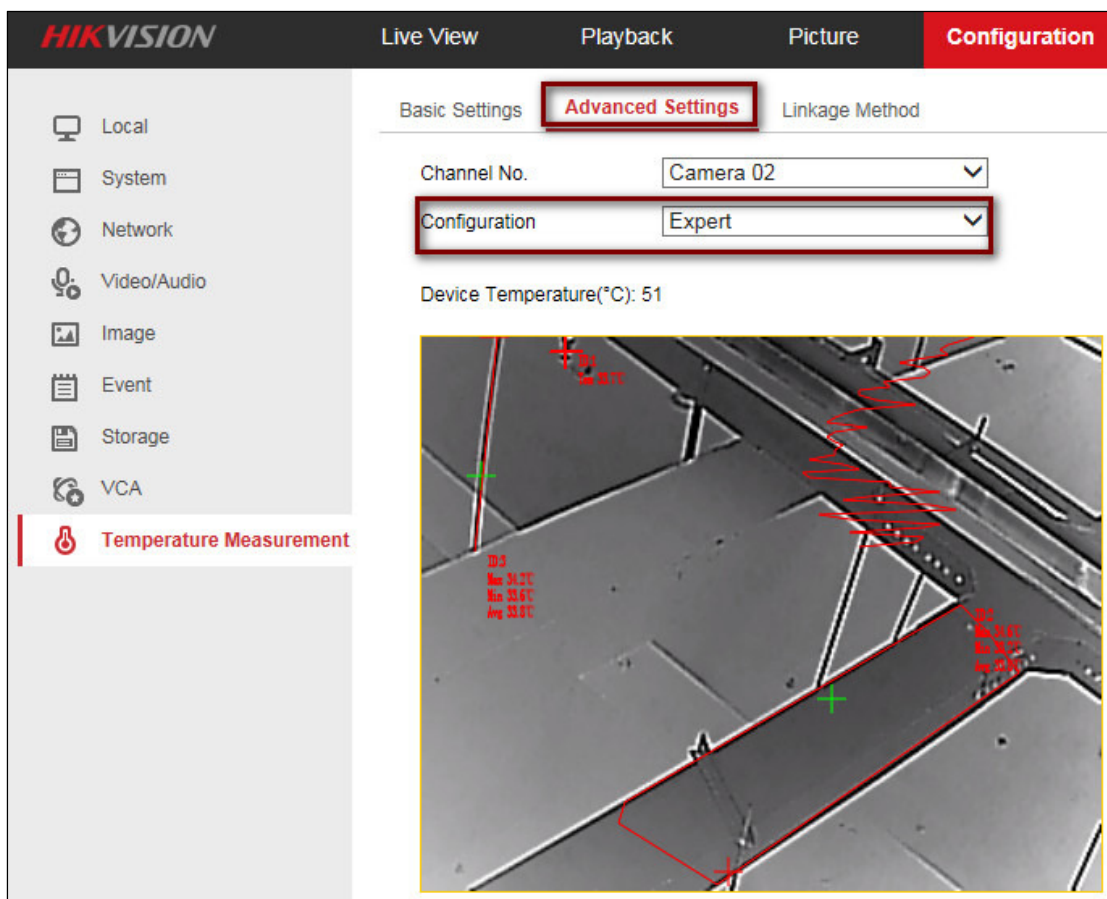 HIKVISION
Live View Playback Picture Configuration
Basic Settings Advanced Settings Linkage Method
Local
System
Network
Video/Audio
Image
Event
Storage
VCA
Temperature Measurement
Channel No. Camera 02
Configuration Expert
Device Temperature(°C): 51
ID:3
Max 34.2℃
Min 33.6℃
Avg 33.8℃
ID:2